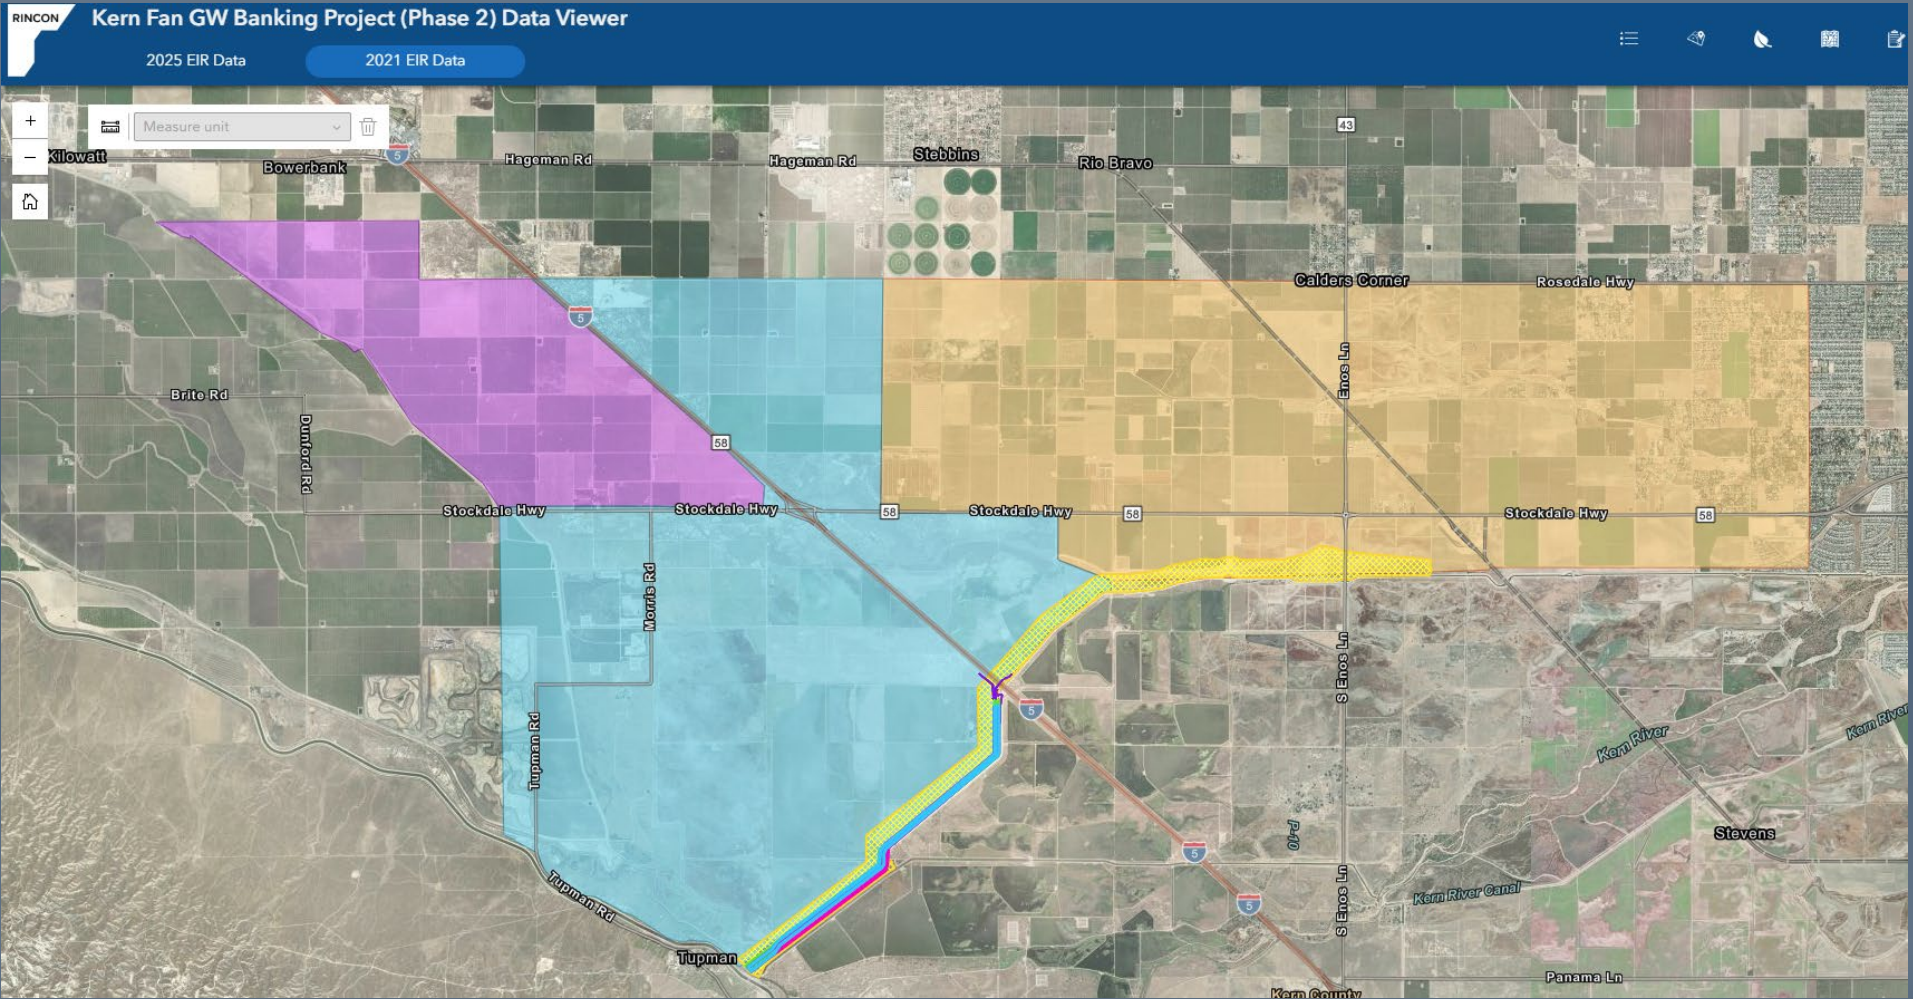 RINCON
Kern Fan GW Banking Project (Phase 2) Data Viewer
2025 EIR Data
2021 EIR Data
+
Measure unit
−
43
Kilowatt
Bowerbank
5
Hageman Rd
Hageman Rd
Stebbins
Rio Bravo
Calders Corner
Rosedale Hwy
5
Enos Ln
Brite Rd
Dunford Rd
58
Stockdale Hwy
Stockdale Hwy
58
Stockdale Hwy
58
Stockdale Hwy
58
Morris Rd
S Enos Ln
5
Kern River
Kern River
Tupman Rd
P-10
Stevens
5
Tupman Rd
Kern River Canal
5
S Enos Ln
Tupman
Panama Ln
Kern County